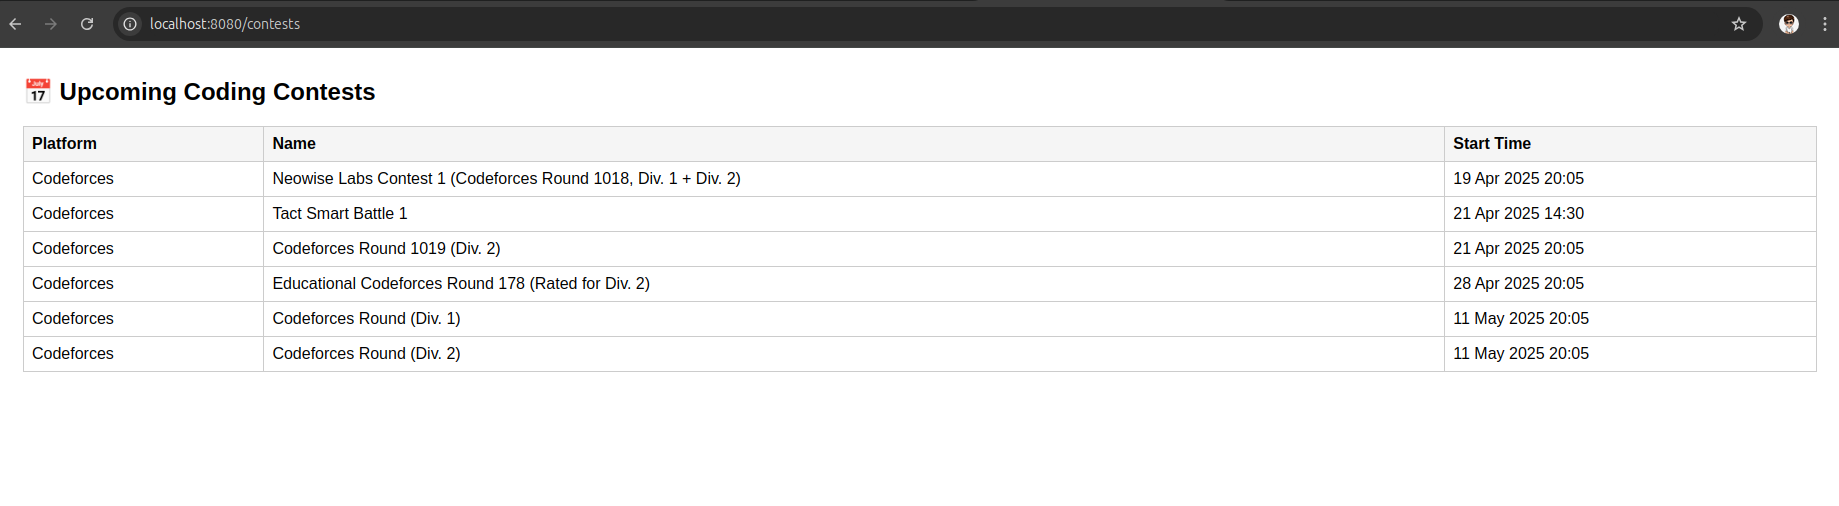 localhost:8080/contests
July 17 Upcoming Coding Contests
Platform Name Start Time
Codeforces Neowise Labs Contest 1 (Codeforces Round 1018, Div. 1 + Div. 2) 19 Apr 2025 20:05
Codeforces Tact Smart Battle 1 21 Apr 2025 14:30
Codeforces Codeforces Round 1019 (Div. 2) 21 Apr 2025 20:05
Codeforces Educational Codeforces Round 178 (Rated for Div. 2) 28 Apr 2025 20:05
Codeforces Codeforces Round (Div. 1) 11 May 2025 20:05
Codeforces Codeforces Round (Div. 2) 11 May 2025 20:05